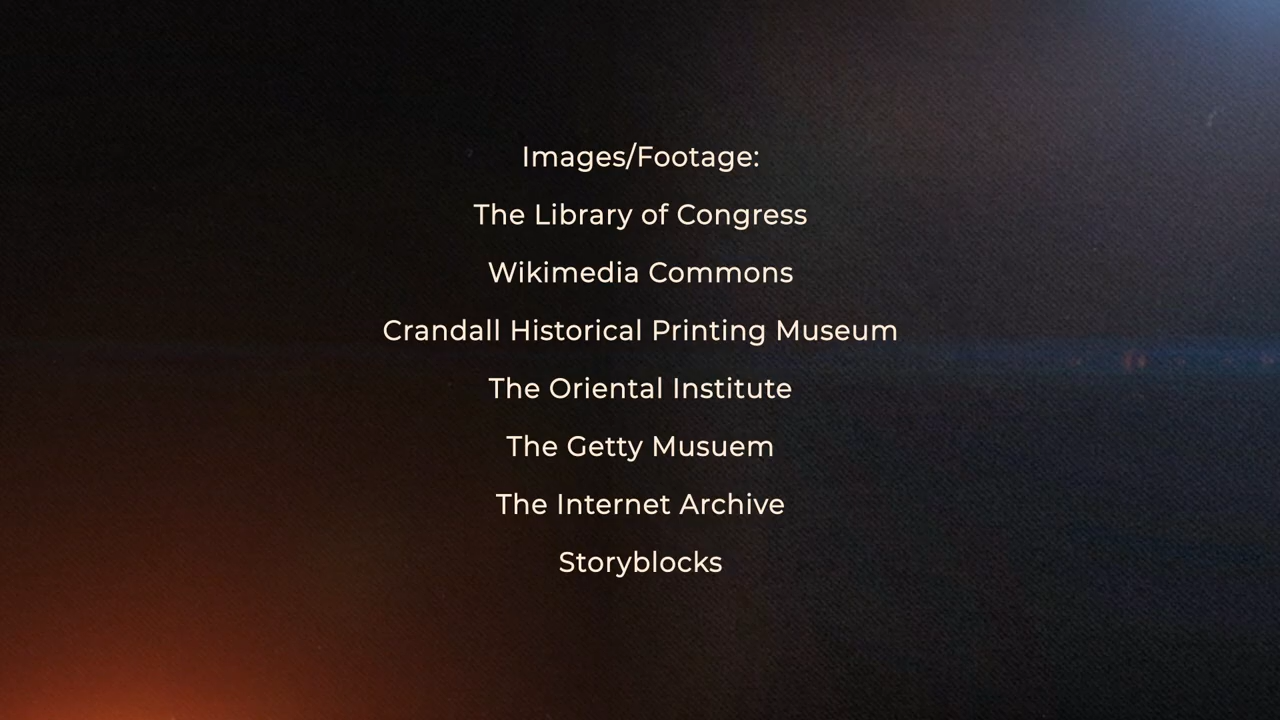 Images/Footage:
The Library of Congress
Wikimedia Commons
Crandall Historical Printing Museum
The Oriental Institute
The Getty Musuem
The Internet Archive
Storyblocks